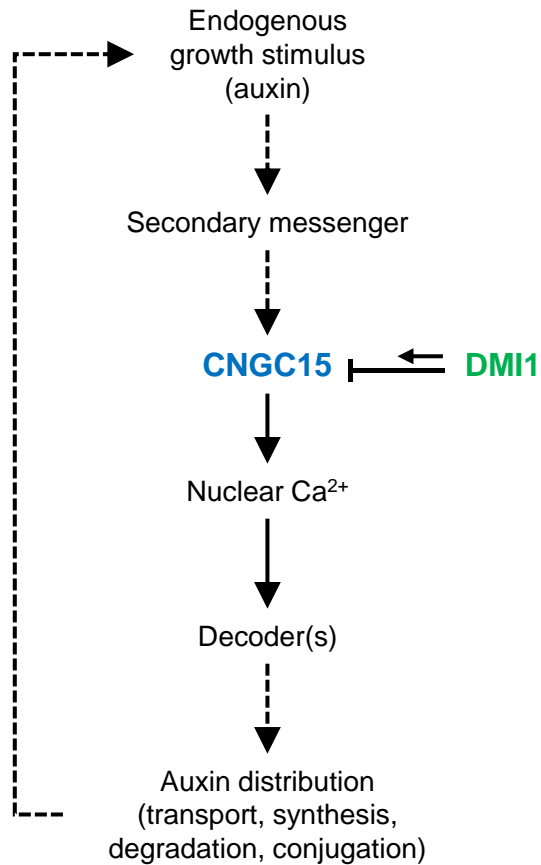 Endogenous
growth stimulus
(auxin)
Secondary messenger
CNGC15
DMI1
Nuclear Ca²⁺
Decoder(s)
Auxin distribution
(transport, synthesis,
degradation, conjugation)